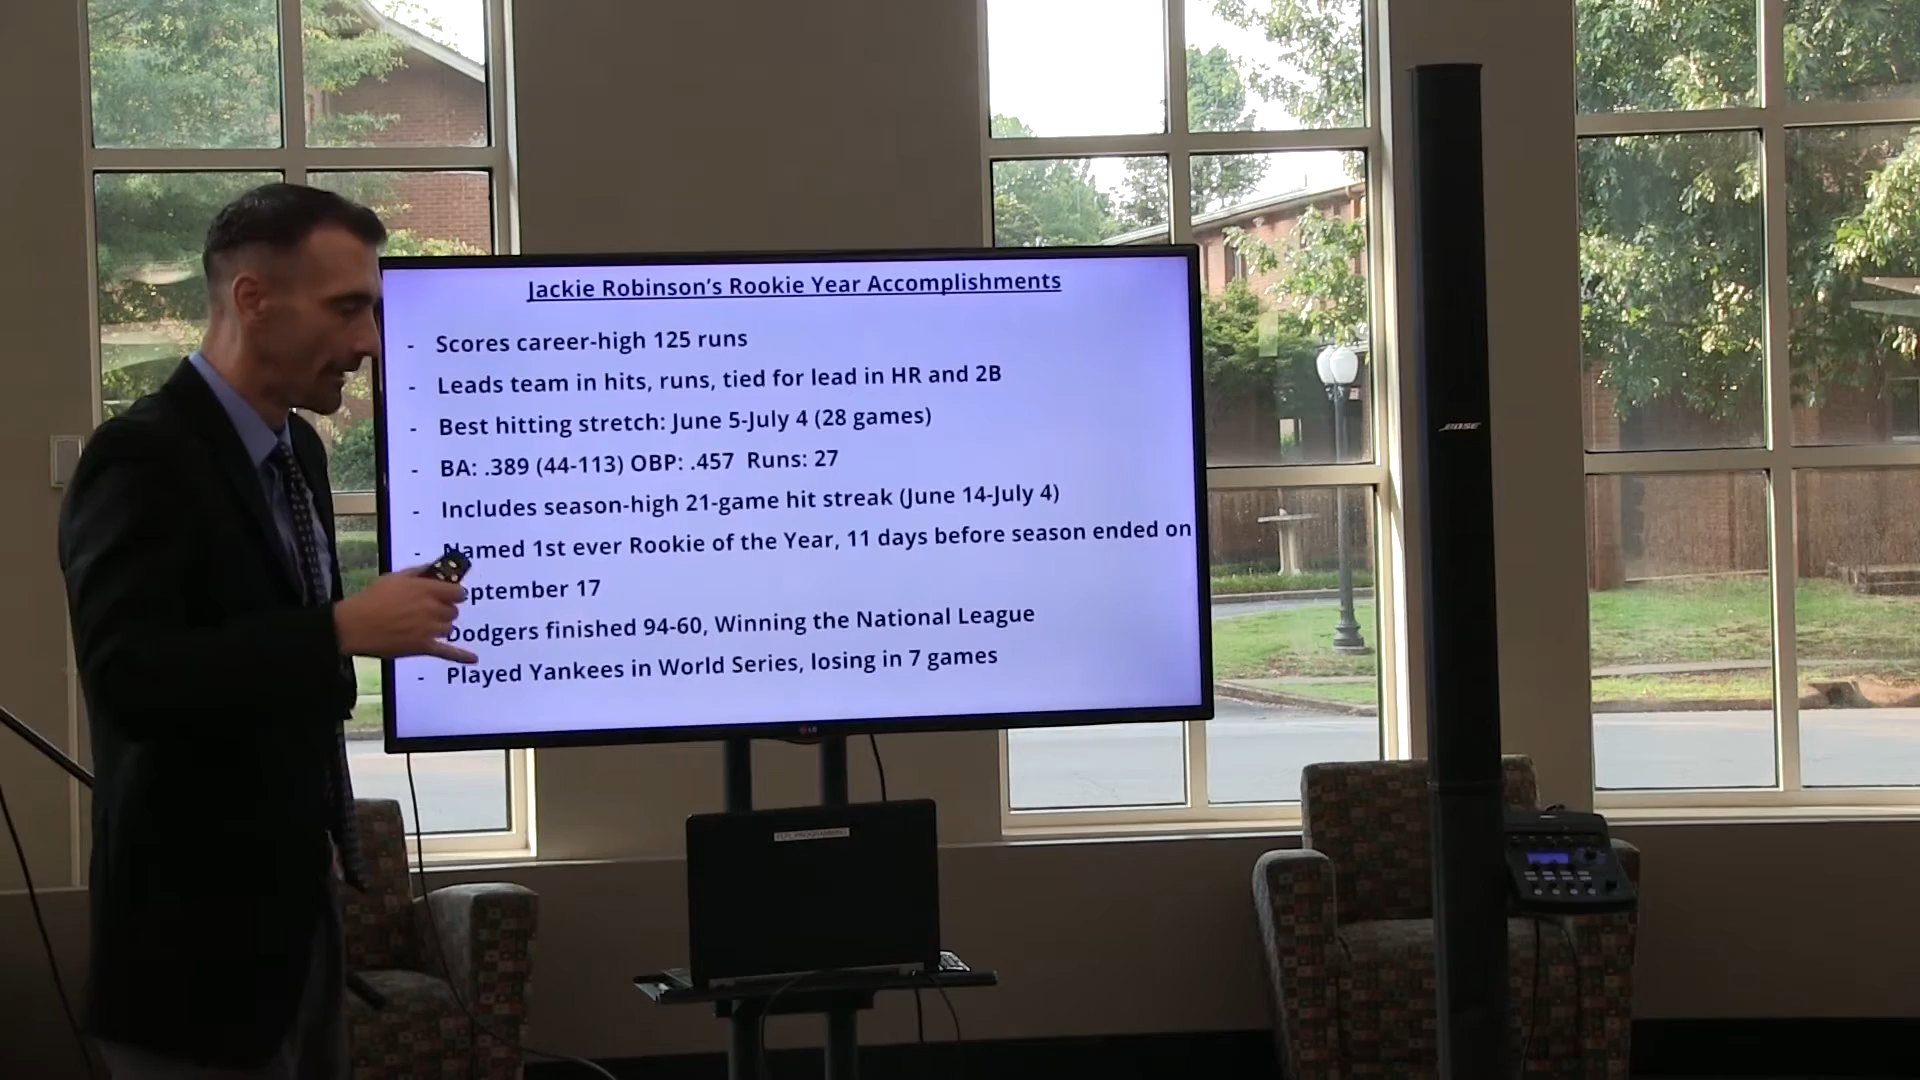 Jackie Robinson's Rookie Year Accomplishments
- Scores career-high 125 runs
- Leads team in hits, runs, tied for lead in HR and 2B
- Best hitting stretch: June 5-July 4 (28 games)
- BA: .389 (44-113) OBP: .457 Runs: 27
- Includes season-high 21-game hit streak (June 14-July 4)
- Named 1st ever Rookie of the Year, 11 days before season ended on
eptember 17
Dodgers finished 94-60, Winning the National League
- Played Yankees in World Series, losing in 7 games
LG
BOSE